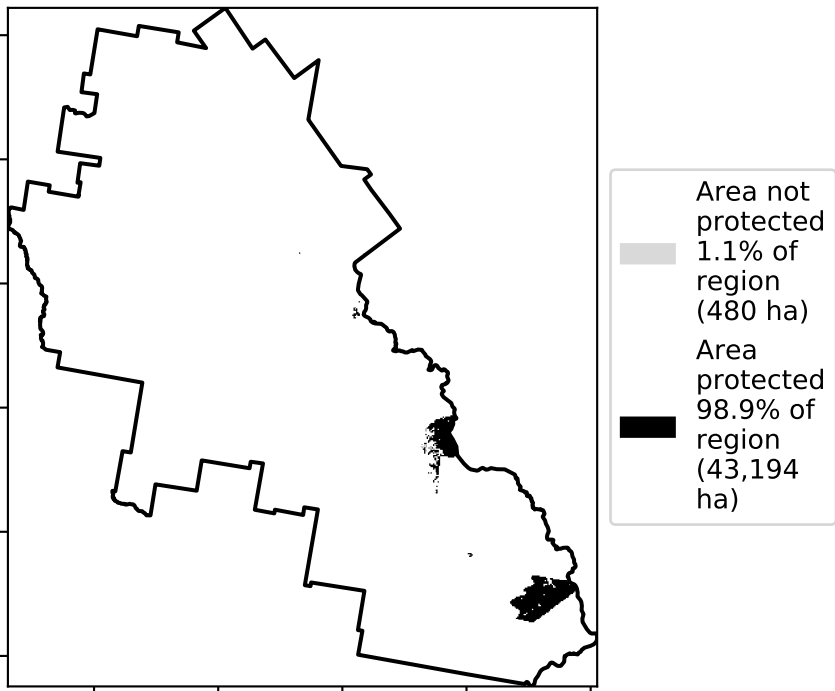 Area not
protected
1.1% of
region
(480 ha)
Area
protected
98.9% of
region
(43,194
ha)